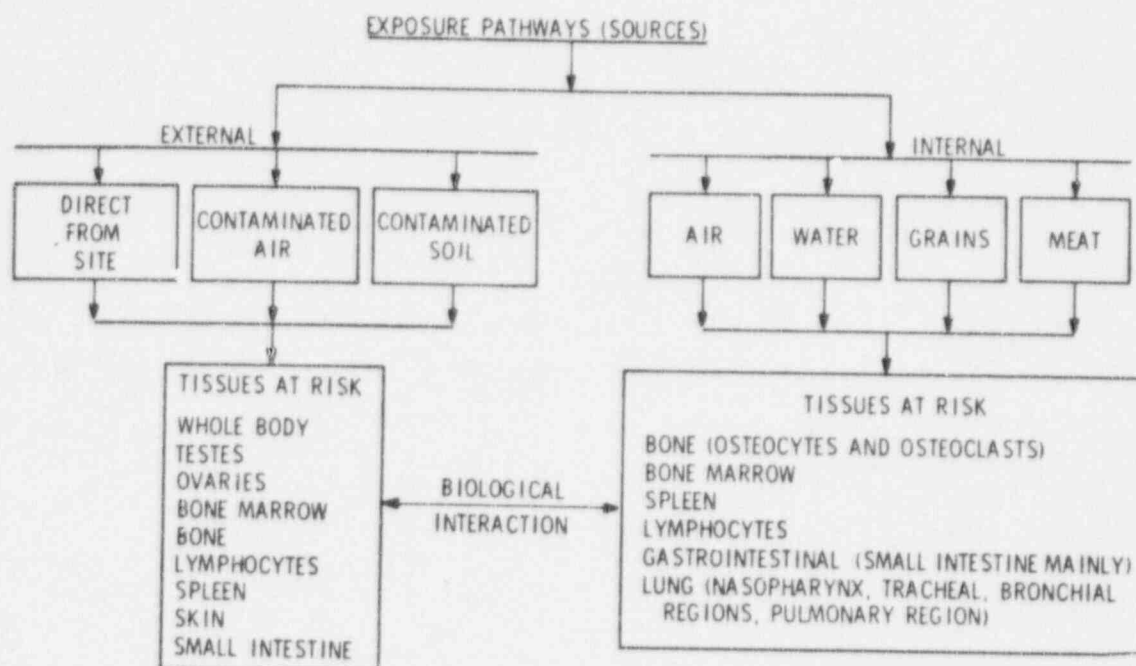 EXPOSURE PATHWAYS (SOURCES)
EXTERNAL
INTERNAL
DIRECT
FROM
SITE
CONTAMINATED
AIR
CONTAMINATED
SOIL
AIR
WATER
GRAINS
MEAT
TISSUES AT RISK
WHOLE BODY
TESTES
OVARIES
BONE MARROW
BONE
LYMPHOCYTES
SPLEEN
SKIN
SMALL INTESTINE
BIOLOGICAL
INTERACTION
TISSUES AT RISK
BONE (OSTEOCYTES AND OSTEOCLASTS)
BONE MARROW
SPLEEN
LYMPHOCYTES
GASTROINTESTINAL (SMALL INTESTINE MAINLY)
LUNG (NASOPHARYNX, TRACHEAL, BRONCHIAL
REGIONS, PULMONARY REGION)